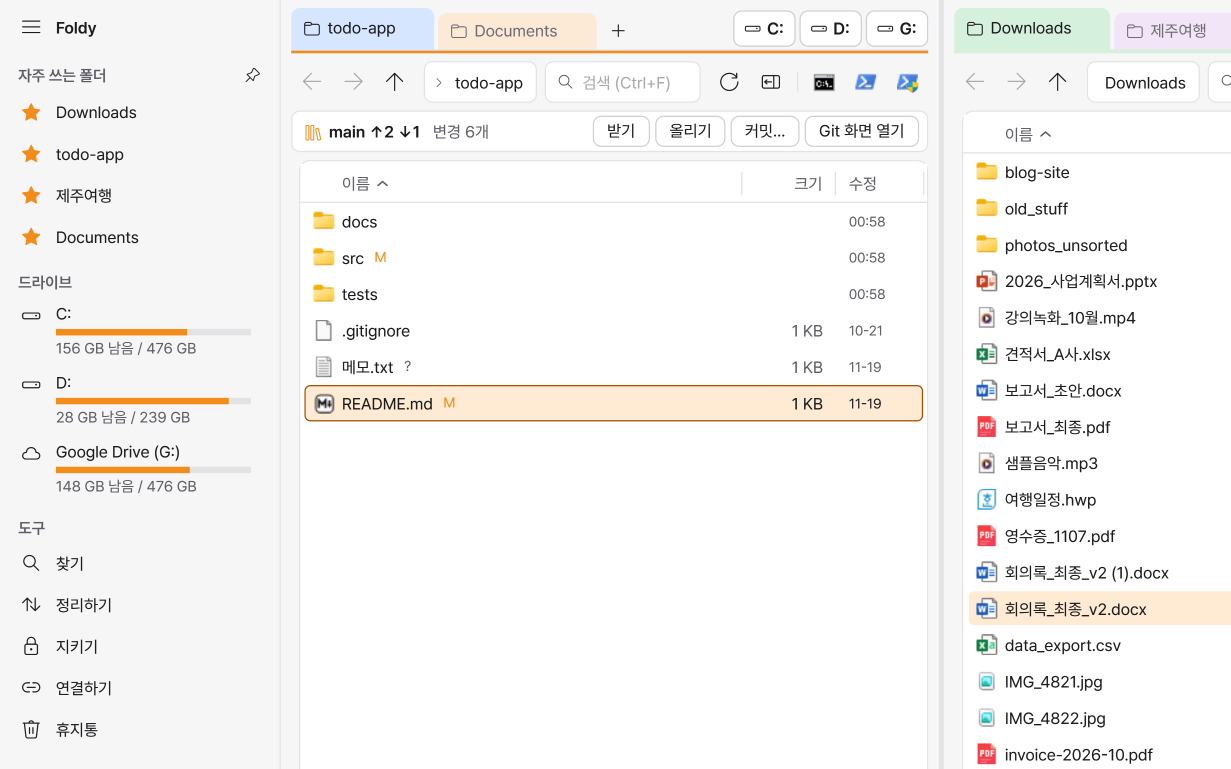 Foldy
자주 쓰는 폴더
Downloads
todo-app
제주여행
Documents
드라이브
C:
156 GB 남음 / 476 GB
D:
28 GB 남음 / 239 GB
Google Drive (G:)
148 GB 남음 / 476 GB
도구
찾기
정리하기
지키기
연결하기
휴지통
todo-app
Documents
C:
D:
G:
todo-app
검색 (Ctrl+F)
main ↑2 ↓1 변경 6개
받기
올리기
커밋...
Git 화면 열기
이름 크기 수정
docs 00:58
src M 00:58
tests 00:58
.gitignore 1 KB 10-21
메모.txt ? 1 KB 11-19
README.md M 1 KB 11-19
Downloads
제주여행
Downloads
이름
blog-site
old_stuff
photos_unsorted
2026_사업계획서.pptx
강의녹화_10월.mp4
견적서_A사.xlsx
보고서_초안.docx
보고서_최종.pdf
샘플음악.mp3
여행일정.hwp
영수증_1107.pdf
회의록_최종_v2 (1).docx
회의록_최종_v2.docx
data_export.csv
IMG_4821.jpg
IMG_4822.jpg
invoice-2026-10.pdf